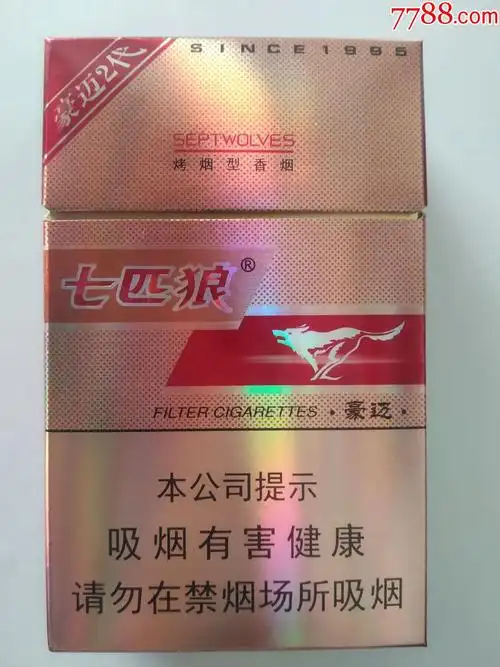 7788.com
SINCE 1995
豪迈2代
SEPTWOLVES
烤烟型香烟
七匹狼®
FILTER CIGARETTES ·豪迈·
本公司提示
吸烟有害健康
请勿在禁烟场所吸烟